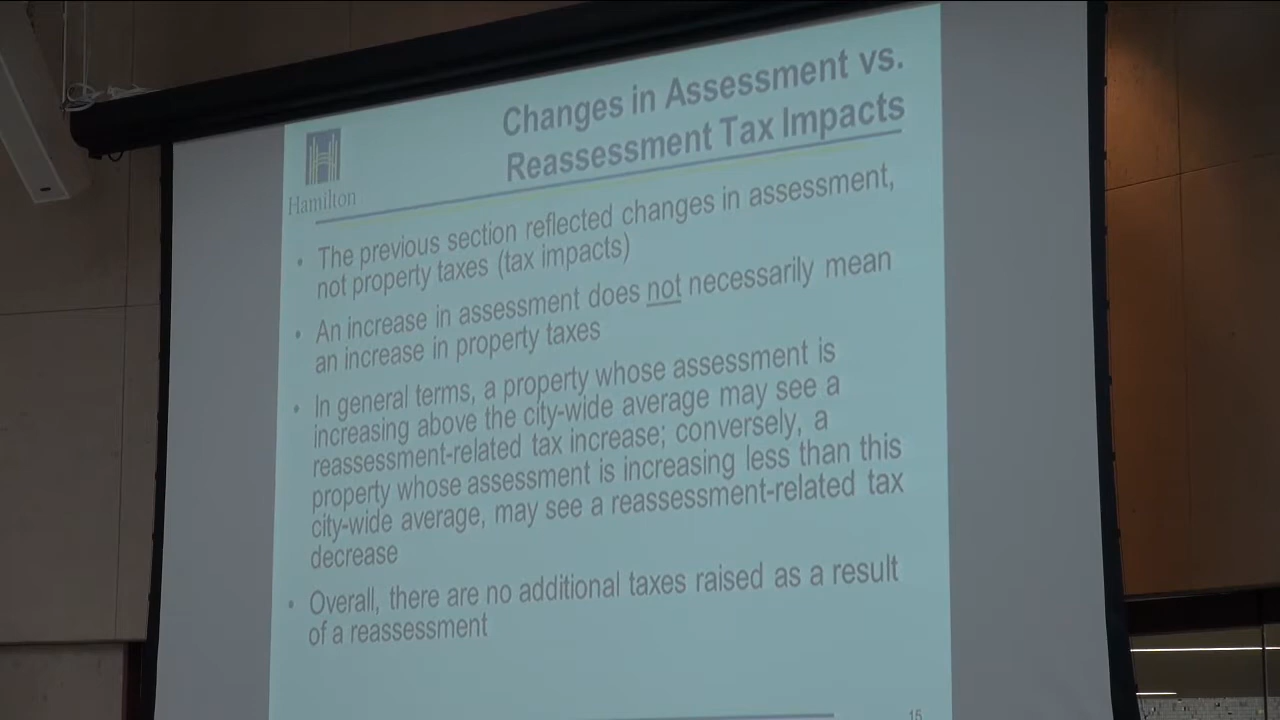 Changes in Assessment vs.
Reassessment Tax Impacts
Hamilton
• The previous section reflected changes in assessment,
not property taxes (tax impacts)
• An increase in assessment does not necessarily mean
an increase in property taxes
• In general terms, a property whose assessment is
increasing above the city-wide average may see a
reassessment-related tax increase; conversely, a
property whose assessment is increasing less than this
city-wide average, may see a reassessment-related tax
decrease
• Overall, there are no additional taxes raised as a result
of a reassessment
15